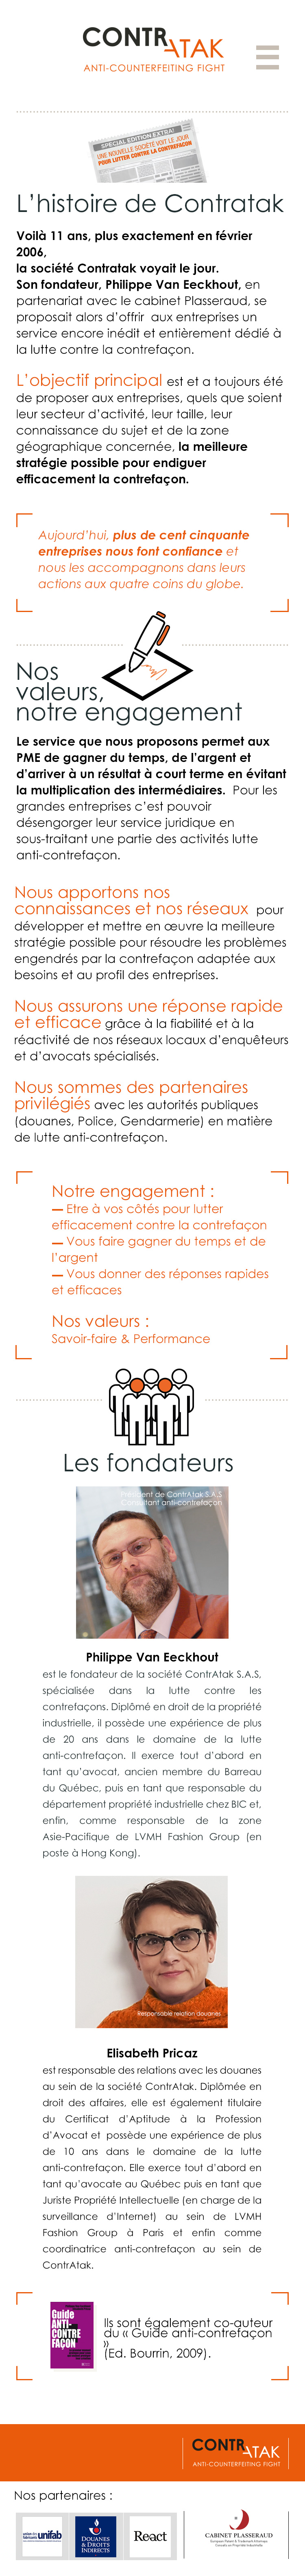 CONTRATAK
ANTI-COUNTERFEITING FIGHT
SPECIAL EDITION EXTRA!
UNE NOUVELLE SOCIÉTÉ VOIT LE JOUR
POUR LUTTER CONTRE LA CONTREFAÇON
L’histoire de Contratak
Voilà 11 ans, plus exactement en février
2006,
la société Contratak voyait le jour.
Son fondateur, Philippe Van Eeckhout, en
partenariat avec le cabinet Plasseraud, se
proposait alors d’offrir aux entreprises un
service encore inédit et entièrement dédié à
la lutte contre la contrefaçon.
L’objectif principal est et a toujours été
de proposer aux entreprises, quels que soient
leur secteur d’activité, leur taille, leur
connaissance du sujet et de la zone
géographique concernée, la meilleure
stratégie possible pour endiguer
efficacement la contrefaçon.
Aujourd’hui, plus de cent cinquante
entreprises nous font confiance et
nous les accompagnons dans leurs
actions aux quatre coins du globe.
Nos
valeurs,
notre engagement
Le service que nous proposons permet aux
PME de gagner du temps, de l’argent et
d’arriver à un résultat à court terme en évitant
la multiplication des intermédiaires. Pour les
grandes entreprises c’est pouvoir
désengorger leur service juridique en
sous-traitant une partie des activités lutte
anti-contrefaçon.
Nous apportons nos
connaissances et nos réseaux pour
développer et mettre en œuvre la meilleure
stratégie possible pour résoudre les problèmes
engendrés par la contrefaçon adaptée aux
besoins et au profil des entreprises.
Nous assurons une réponse rapide
et efficace grâce à la fiabilité et à la
réactivité de nos réseaux locaux d’enquêteurs
et d’avocats spécialisés.
Nous sommes des partenaires
privilégiés avec les autorités publiques
(douanes, Police, Gendarmerie) en matière
de lutte anti-contrefaçon.
Notre engagement :
— Etre à vos côtés pour lutter
efficacement contre la contrefaçon
— Vous faire gagner du temps et de
l’argent
— Vous donner des réponses rapides
et efficaces
Nos valeurs :
Savoir-faire & Performance
Les fondateurs
Président de ContrAtak S.A.S
Consultant anti-contrefaçon
Philippe Van Eeckhout
est le fondateur de la société ContrAtak S.A.S,
spécialisée dans la lutte contre les
contrefaçons. Diplômé en droit de la propriété
industrielle, il possède une expérience de plus
de 20 ans dans le domaine de la lutte
anti-contrefaçon. Il exerce tout d’abord en
tant qu’avocat, ancien membre du Barreau
du Québec, puis en tant que responsable du
département propriété industrielle chez BIC et,
enfin, comme responsable de la zone
Asie-Pacifique de LVMH Fashion Group (en
poste à Hong Kong).
Responsable relation douanes
Elisabeth Pricaz
est responsable des relations avec les douanes
au sein de la société ContrAtak. Diplômée en
droit des affaires, elle est également titulaire
du Certificat d’Aptitude à la Profession
d’Avocat et possède une expérience de plus
de 10 ans dans le domaine de la lutte
anti-contrefaçon. Elle exerce tout d’abord en
tant qu’avocate au Québec puis en tant que
Juriste Propriété Intellectuelle (en charge de la
surveillance d’Internet) au sein de LVMH
Fashion Group à Paris et enfin comme
coordinatrice anti-contrefaçon au sein de
ContrAtak.
Guide
ANTI-
CONTRE
FAÇON
Ils sont également co-auteur
du « Guide anti-contrefaçon
»
(Ed. Bourrin, 2009).
CONTRATAK
ANTI-COUNTERFEITING FIGHT
Nos partenaires :
unifab
DOUANES
& DROITS
INDIRECTS
React
CABINET PLASSERAUD